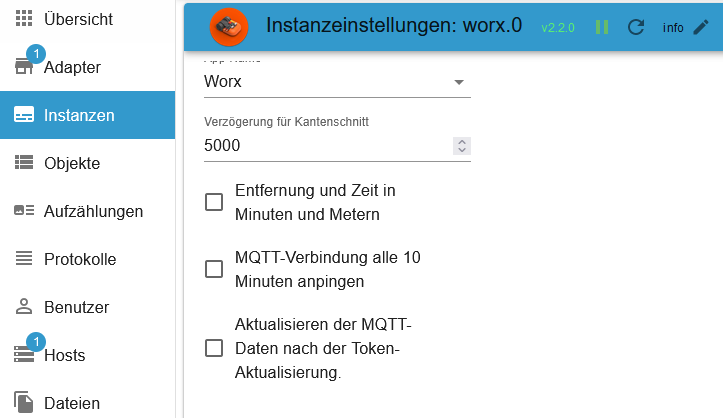 Übersicht
1
Adapter
Instanzen
Objekte
Aufzählungen
Protokolle
Benutzer
1
Hosts
Dateien
Instanzeinstellungen: worx.0 v2.2.0 info
Worx
Verzögerung für Kantenschnitt
5000
Entfernung und Zeit in
Minuten und Metern
MQTT-Verbindung alle 10
Minuten anpingen
Aktualisieren der MQTT-
Daten nach der Token-
Aktualisierung.